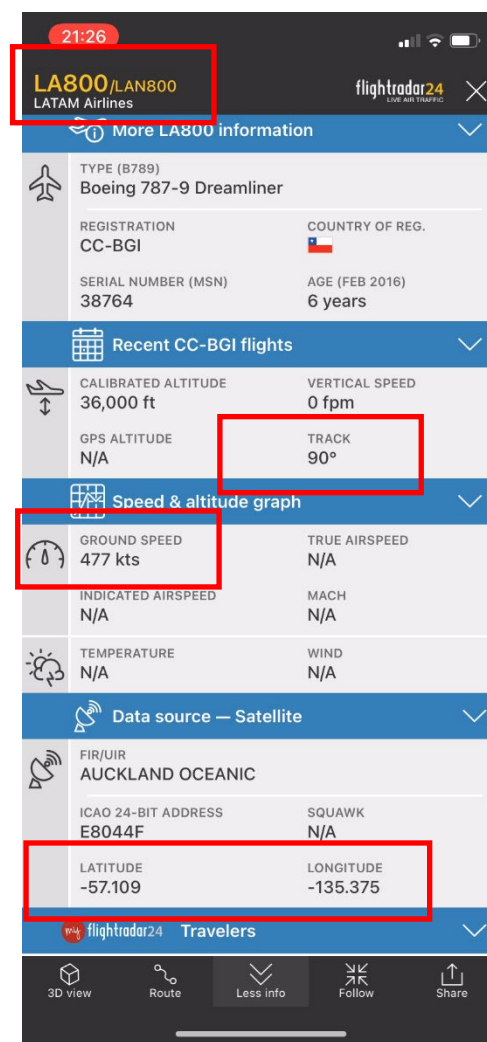 21:26
LA800/LAN800
LATAM Airlines
flightradar24
LIVE AIR TRAFFIC
More LA800 information
TYPE (B789)
Boeing 787-9 Dreamliner
REGISTRATION COUNTRY OF REG.
CC-BGI
SERIAL NUMBER (MSN) AGE (FEB 2016)
38764 6 years
Recent CC-BGI flights
CALIBRATED ALTITUDE VERTICAL SPEED
36,000 ft 0 fpm
GPS ALTITUDE TRACK
N/A 90°
Speed & altitude graph
GROUND SPEED TRUE AIRSPEED
477 kts N/A
INDICATED AIRSPEED MACH
N/A N/A
TEMPERATURE WIND
N/A N/A
Data source — Satellite
FIR/UIR
AUCKLAND OCEANIC
ICAO 24-BIT ADDRESS SQUAWK
E8044F N/A
LATITUDE LONGITUDE
-57.109 -135.375
my flightradar24 Travelers
3D view Route Less info Follow Share